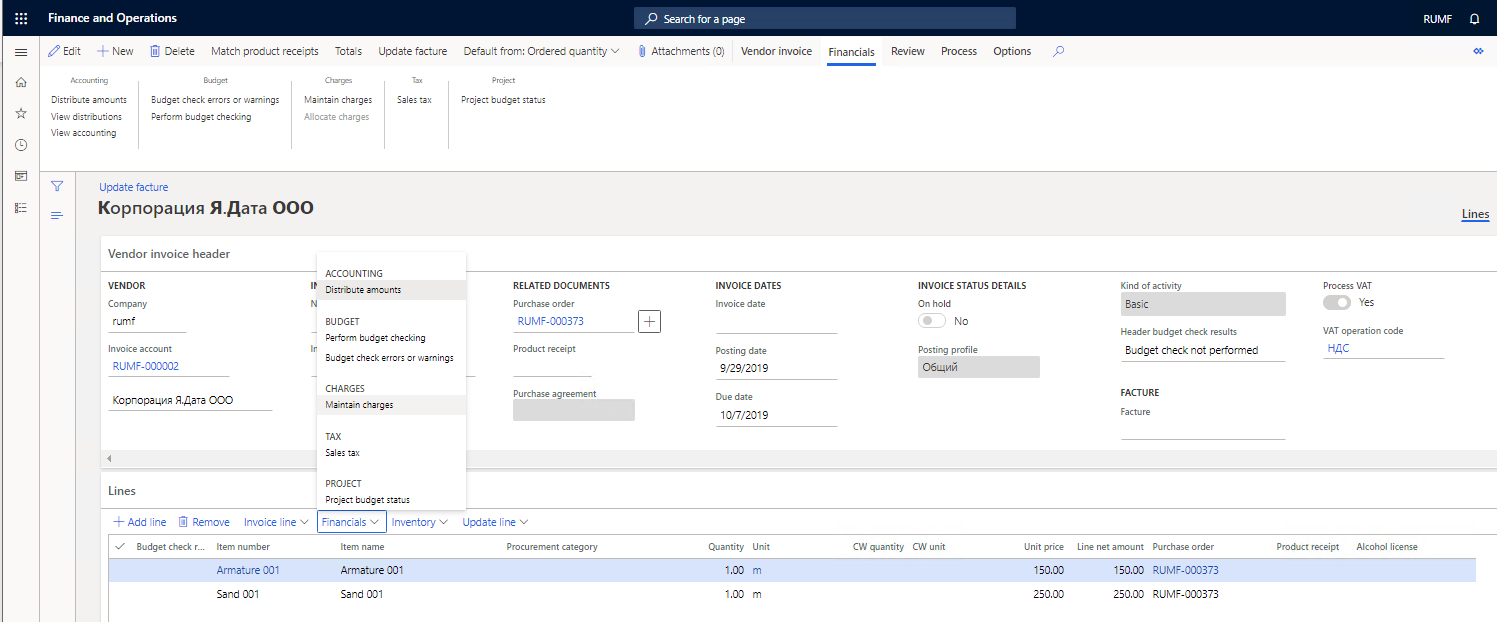 Finance and Operations
Search for a page
RUMF
Edit
New
Delete
Match product receipts
Totals
Update facture
Default from: Ordered quantity
Attachments (0)
Vendor invoice
Financials
Review
Process
Options
Accounting
Distribute amounts
View distributions
View accounting
Budget
Budget check errors or warnings
Perform budget checking
Charges
Maintain charges
Allocate charges
Tax
Sales tax
Project
Project budget status
Update facture
Корпорация Я.Дата ООО
Lines
Vendor invoice header
VENDOR
Company
rumf
Invoice account
RUMF-000002
Корпорация Я.Дата ООО
ACCOUNTING
Distribute amounts
BUDGET
Perform budget checking
Budget check errors or warnings
CHARGES
Maintain charges
TAX
Sales tax
PROJECT
Project budget status
RELATED DOCUMENTS
Purchase order
RUMF-000373
Product receipt
Purchase agreement
INVOICE DATES
Invoice date
Posting date
9/29/2019
Due date
10/7/2019
INVOICE STATUS DETAILS
On hold
No
Posting profile
Общий
Kind of activity
Basic
Header budget check results
Budget check not performed
FACTURE
Facture
Process VAT
Yes
VAT operation code
НДС
Lines
Add line
Remove
Invoice line
Financials
Inventory
Update line
Budget check r... Item number Item name Procurement category Quantity Unit CW quantity CW unit Unit price Line net amount Purchase order Product receipt Alcohol license
Armature 001 Armature 001 1.00 m 150.00 150.00 RUMF-000373
Sand 001 Sand 001 1.00 m 250.00 250.00 RUMF-000373